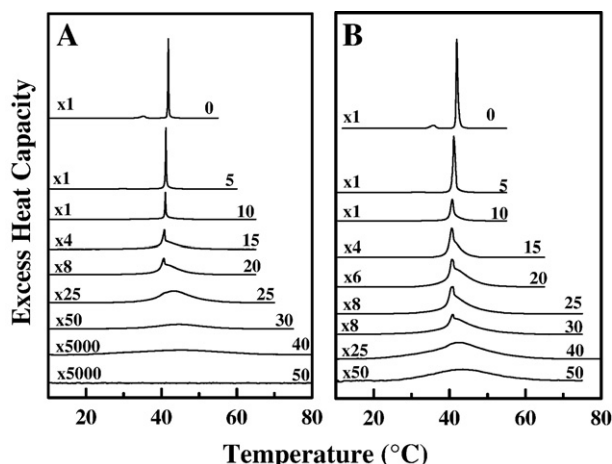 A
B
Excess Heat Capacity
x1 0
x1 5
x1 10
x4 15
x8 20
x25 25
x50 30
x5000 40
x5000 50
x1 0
x1 5
x1 10
x4 15
x6 20
x8 25
x8 30
x25 40
x50 50
20 40 60 80
20 40 60 80
Temperature (°C)